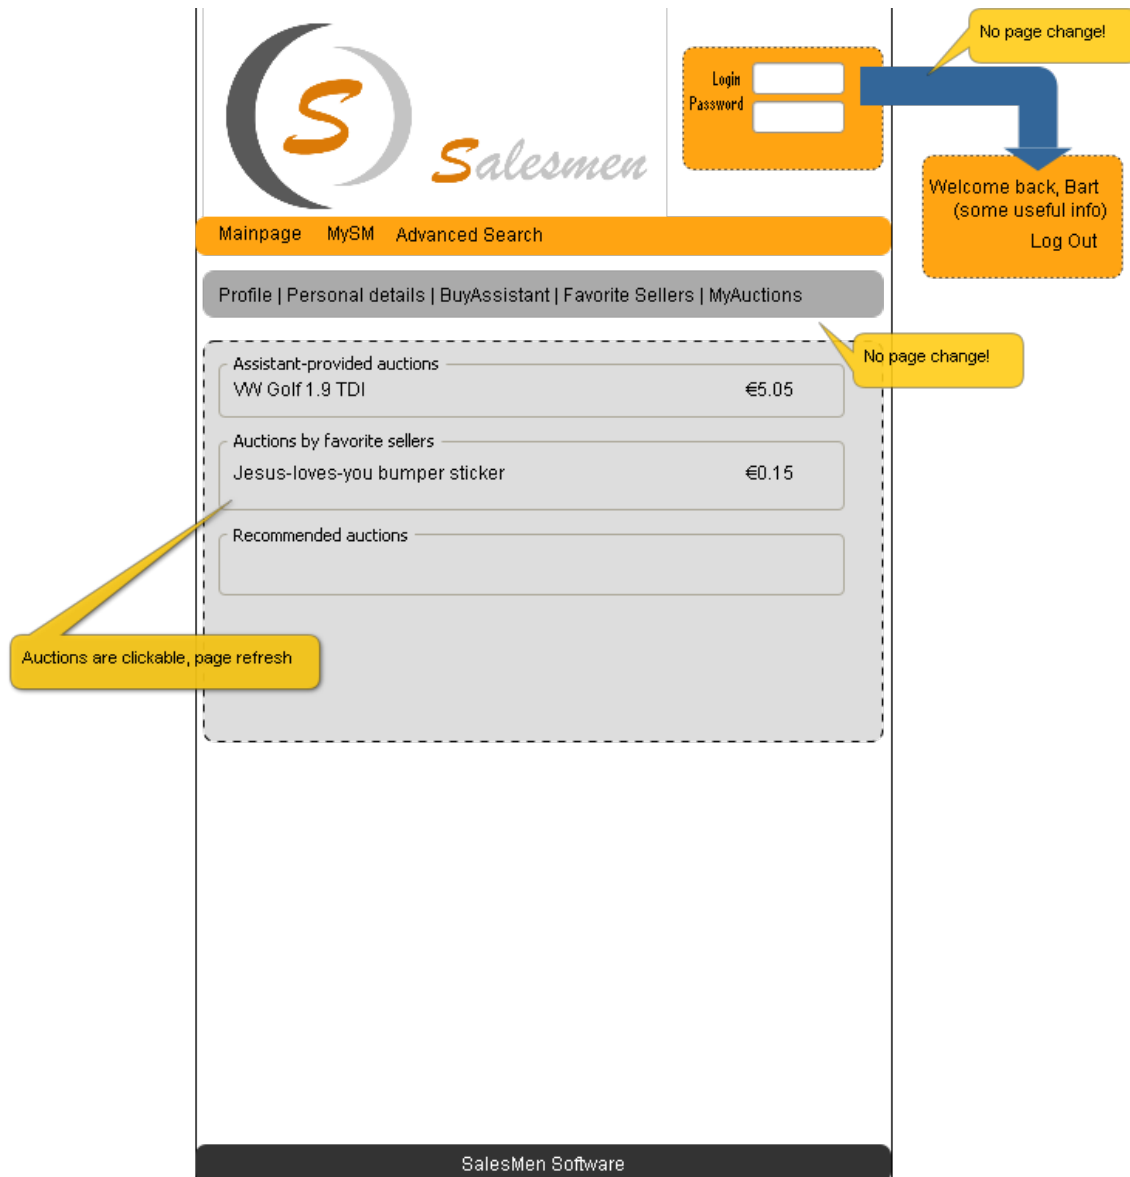 No page change!
Login
Password
S
Salesmen
Welcome back, Bart
(some useful info)
Log Out
Mainpage MySM Advanced Search
Profile | Personal details | BuyAssistant | Favorite Sellers | MyAuctions
No page change!
Assistant-provided auctions
VW Golf 1.9 TDI €5.05
Auctions by favorite sellers
Jesus-loves-you bumper sticker €0.15
Recommended auctions
Auctions are clickable, page refresh
SalesMen Software